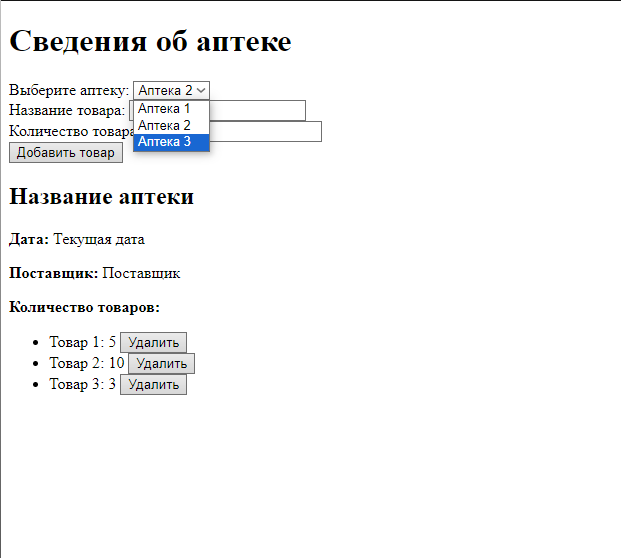 Сведения об аптеке
Выберите аптеку: Аптека 2
Название товара:
Аптека 1
Количество товара
Аптека 2
Аптека 3
Добавить товар
Название аптеки
Дата: Текущая дата
Поставщик: Поставщик
Количество товаров:
Товар 1: 5 Удалить
Товар 2: 10 Удалить
Товар 3: 3 Удалить